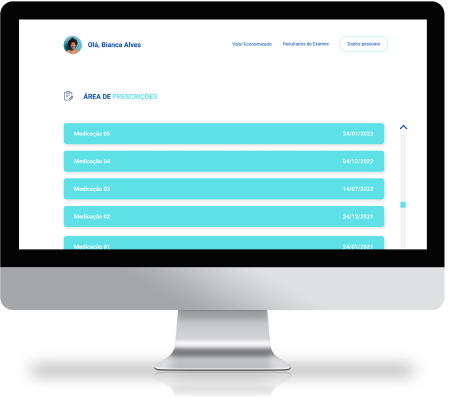 Olá, Bianca Alves
Valor Economizado
Resultados de Exames
Dados pessoais
ÁREA DE PRESCRIÇÕES
Medicação 05 24/01/2023
Medicação 04 04/12/2022
Medicação 03 14/07/2022
Medicação 02 24/12/2021
Medicação 01 24/01/2021